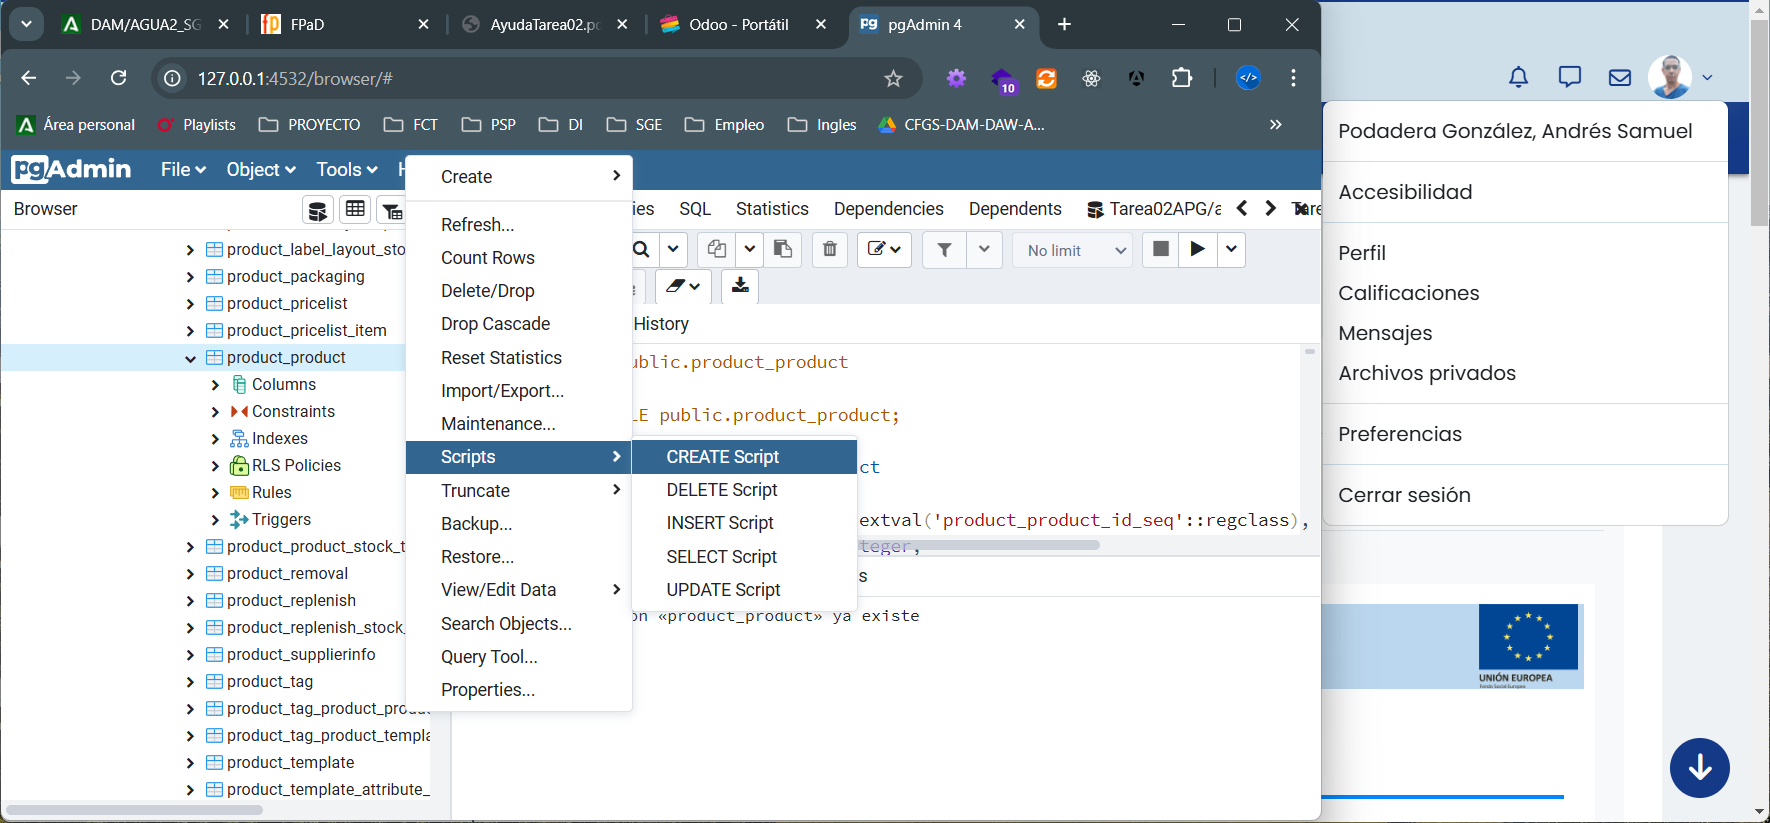 DAM/AGUA2_SG
FPaD
AyudaTarea02.pd
Odoo - Portátil
pgAdmin 4
127.0.0.1:4532/browser/#
10
Área personal
Playlists
PROYECTO
FCT
PSP
DI
SGE
Empleo
Ingles
CFGS-DAM-DAW-A...
pgAdmin
File
Object
Tools
Browser
ies
SQL
Statistics
Dependencies
Dependents
Tarea02APG/a
No limit
History
product_label_layout_sto
product_packaging
product_pricelist
product_pricelist_item
product_product
Columns
Constraints
Indexes
RLS Policies
Rules
Triggers
product_product_stock_t
product_removal
product_replenish
product_replenish_stock_
product_supplierinfo
product_tag
product_tag_product_produ
product_tag_product_templa
product_template
product_template_attribute_
Create
Refresh...
Count Rows
Delete/Drop
Drop Cascade
Reset Statistics
Import/Export...
Maintenance...
Scripts
Truncate
Backup...
Restore...
View/Edit Data
Search Objects...
Query Tool...
Properties...
CREATE Script
DELETE Script
INSERT Script
SELECT Script
UPDATE Script
ublic.product_product
LE public.product_product;
ct
extval('product_product_id_seq'::regclass),
teger,
s
ón «product_product» ya existe
Podadera González, Andrés Samuel
Accesibilidad
Perfil
Calificaciones
Mensajes
Archivos privados
Preferencias
Cerrar sesión
UNIÓN EUROPEA
Fondo Social Europeo